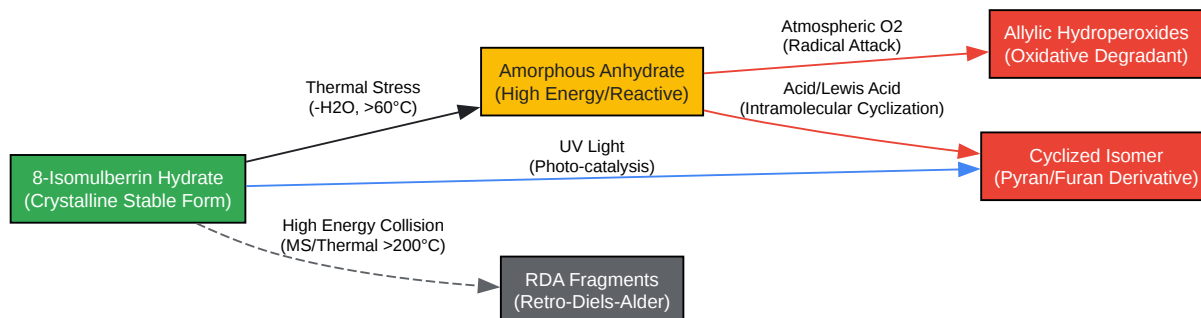 Atmospheric O2
(Radical Attack)
Allylic Hydroperoxides
(Oxidative Degradant)
Thermal Stress
(-H2O, >60°C)
Amorphous Anhydrate
(High Energy/Reactive)
Acid/Lewis Acid
(Intramolecular Cyclization)
UV Light
(Photo-catalysis)
8-Isomulberrin Hydrate
(Crystalline Stable Form)
Cyclized Isomer
(Pyran/Furan Derivative)
High Energy Collision
(MS/Thermal >200°C)
RDA Fragments
(Retro-Diels-Alder)